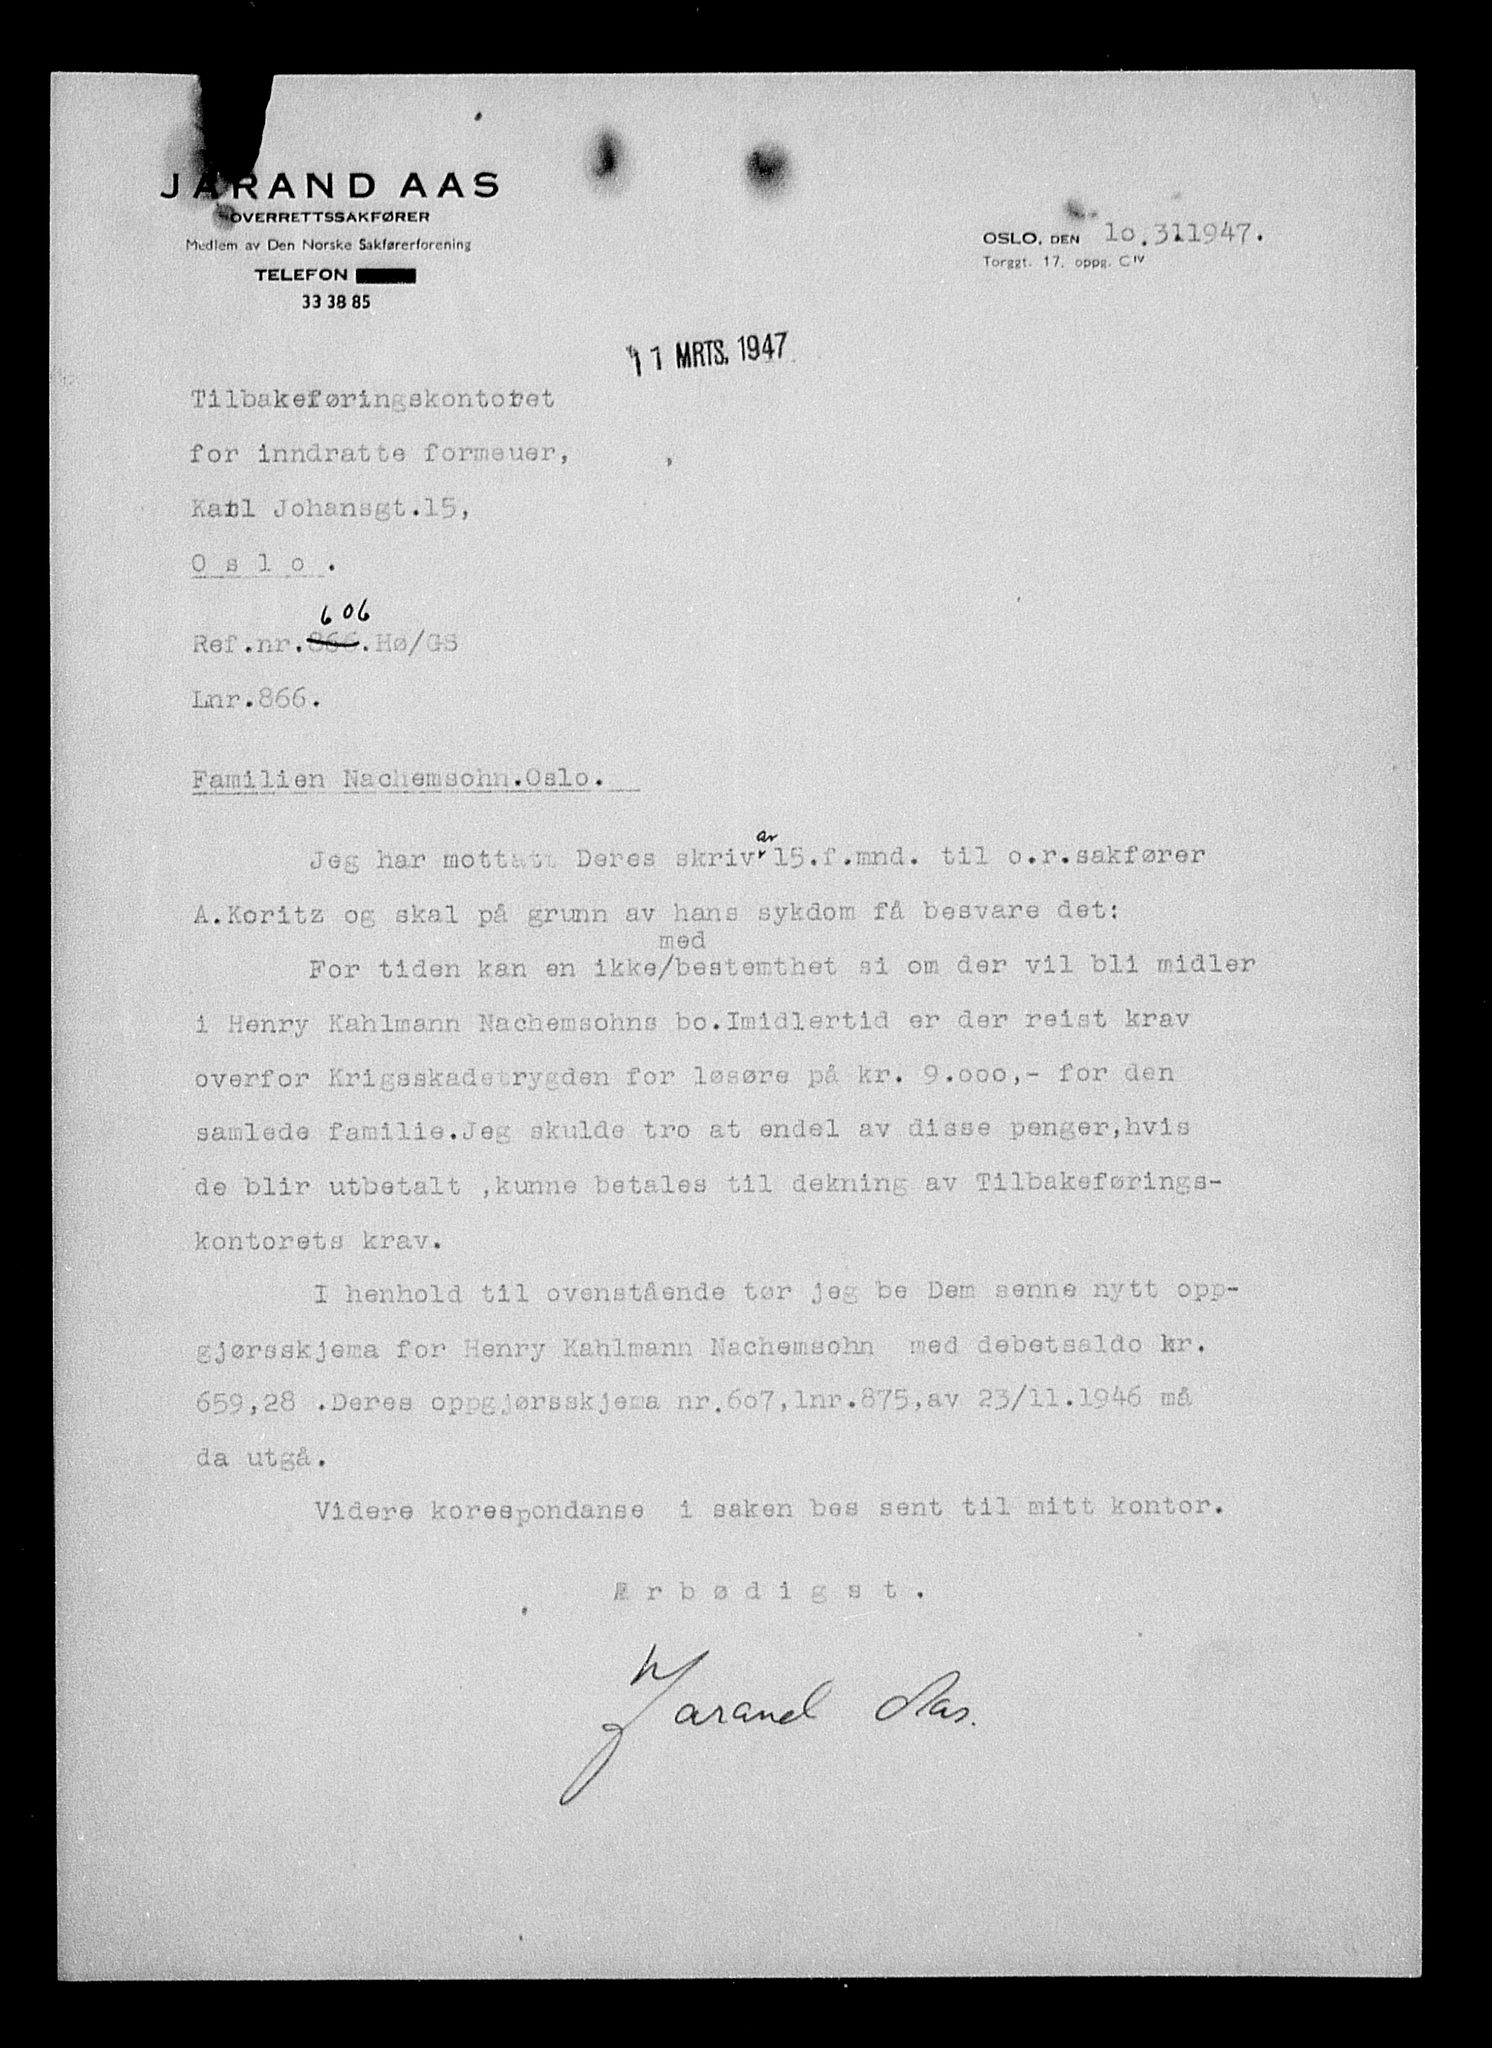 JARAND AAS
OVERRETTSSAKFØRER
Medlem av Den Norske Sakførerforening
TELEFON
33 38 85
OSLO, DEN 10.311947.
Torggt. 17, oppg. C IV
11 MRTS. 1947
Tilbakeføringskontoret
for inndratte formeuer,
Karl Johansgt.15,
O s l o .
606
Ref.nr.866.Hø/GS
Lnr.866.
Familien Nachemsohn.Oslo.
Jeg har mottatt Deres skriv av 15.f.mnd. til o.r.sakfører
A.Koritz og skal på grunn av hans sykdom få besvare det:
med
For tiden kan en ikke/bestemthet si om der vil bli midler
i Henry Kahlmann Nachemsohns bo.Imidlertid er der reist krav
overfor Krigsskadetrygden for løsøre på kr. 9.ooo,- for den
samlede familie.Jeg skulde tro at endel av disse penger,hvis
de blir utbetalt ,kunne betales til dekning av Tilbakeførings-
kontorets krav.
I henhold til ovenstående tør jeg be Dem senne nytt opp-
gjørsskjema for Henry Kahlmann Nachemsohn med debetsaldo kr.
659,28 .Deres oppgjørsskjema nr.6o7,lnr.875,av 23/11.1946 må
da utgå.
Videre korespondanse i saken bes sent til mitt kontor.
Æ r b ø d i g s t .
Jarand Aas.